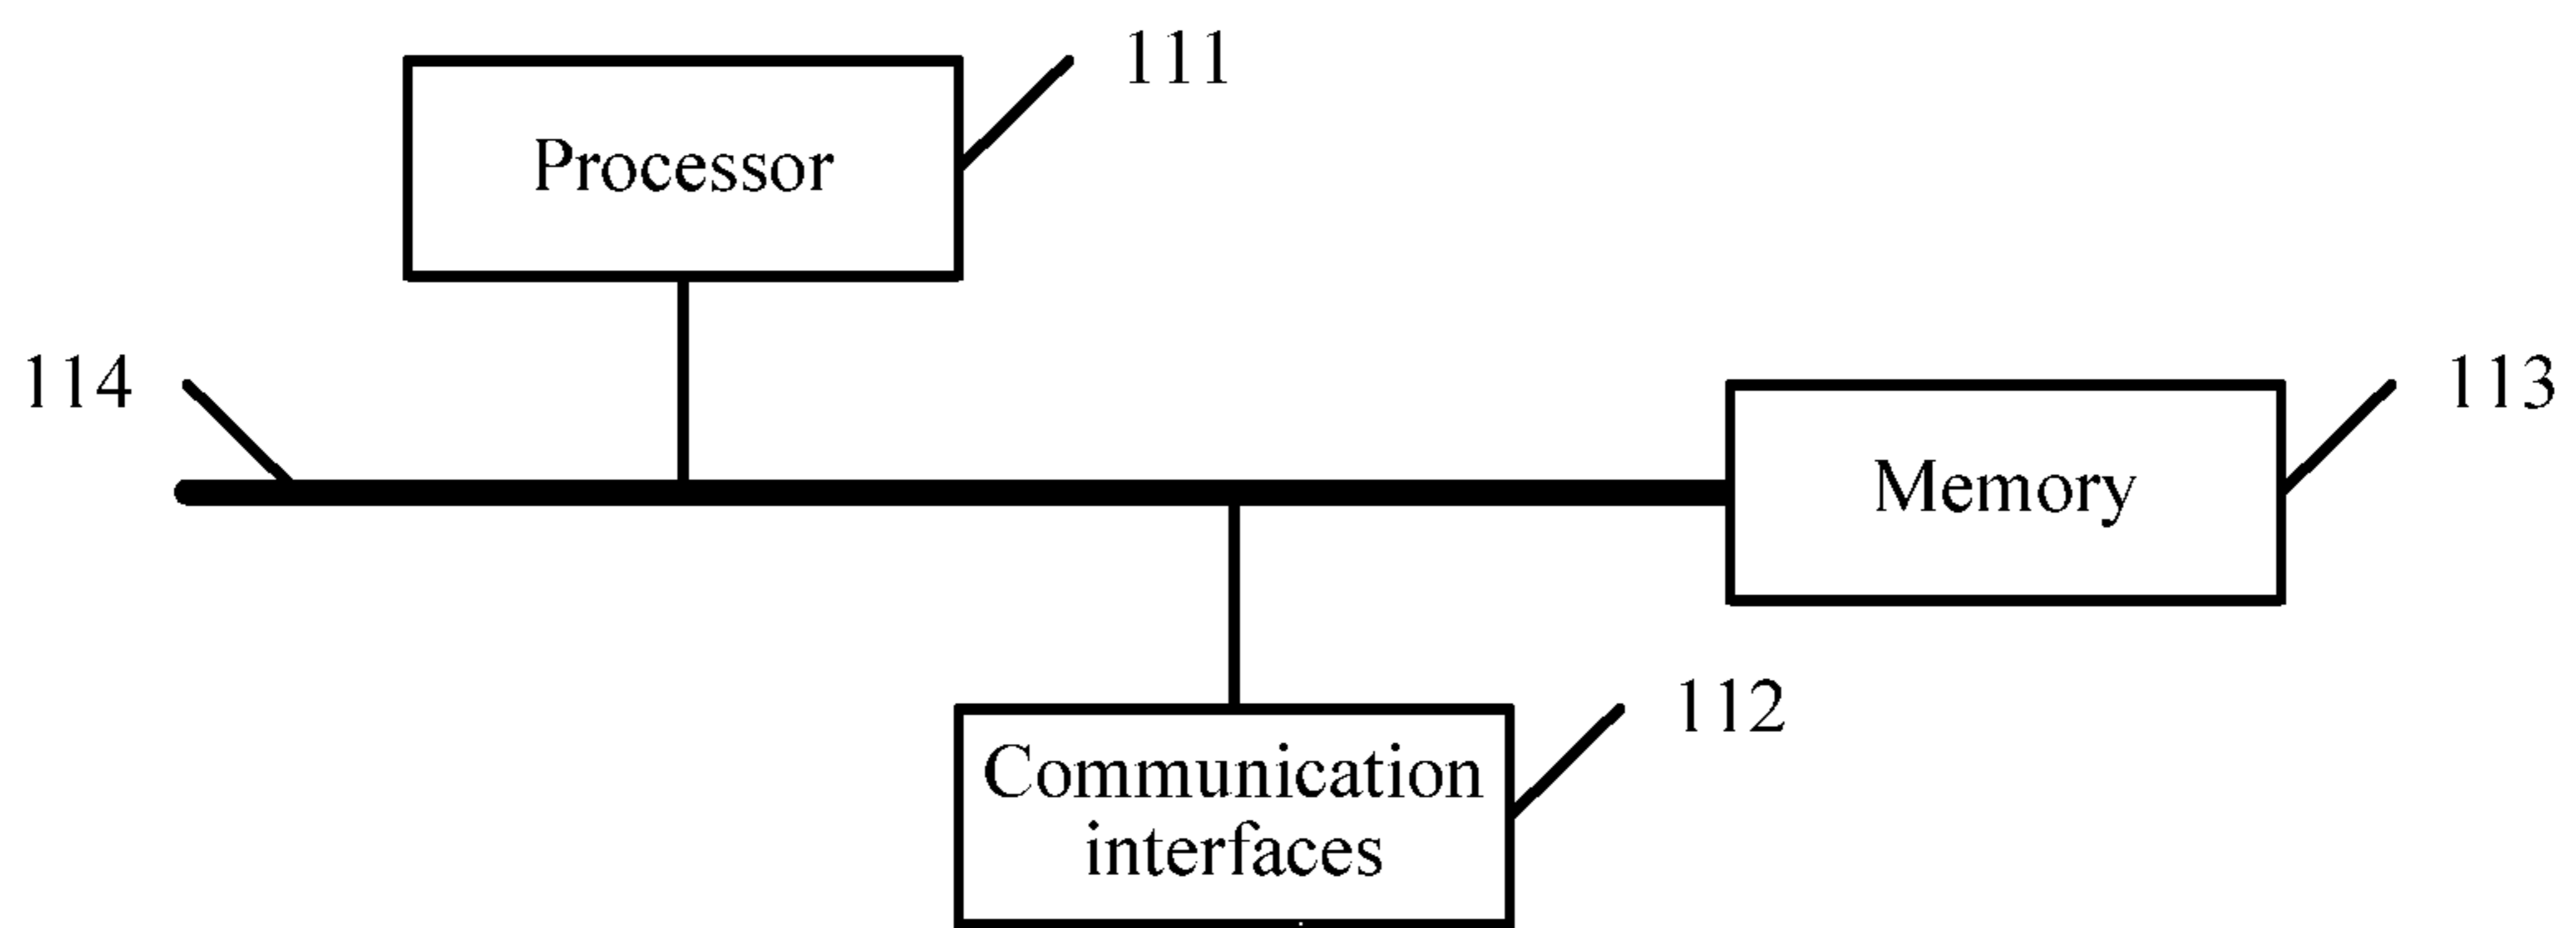 111
Processor
114
113
Memory
112
Communication
interfaces